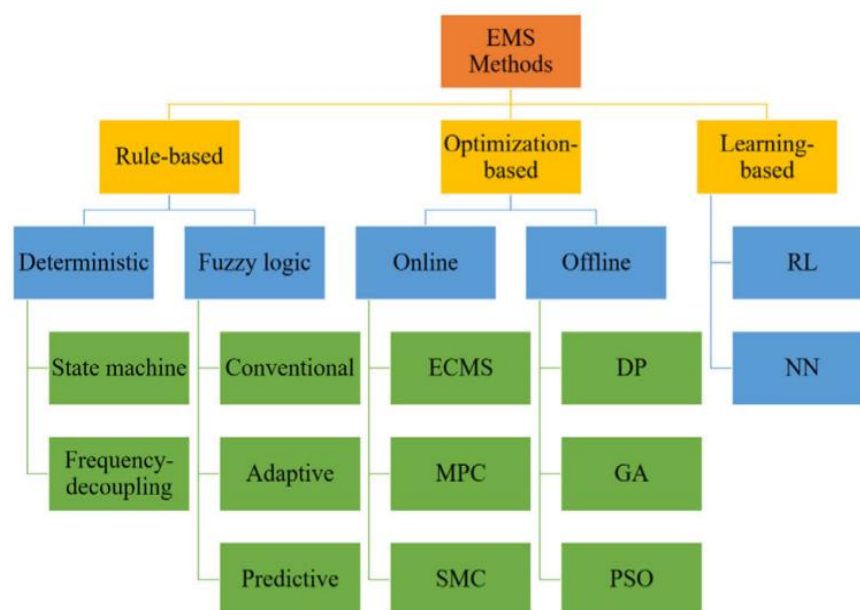 EMS
Methods
Rule-based
Optimization-
based
Learning-
based
Deterministic
Fuzzy logic
Online
Offline
RL
State machine
Conventional
ECMS
DP
NN
Frequency-
decoupling
Adaptive
MPC
GA
Predictive
SMC
PSO